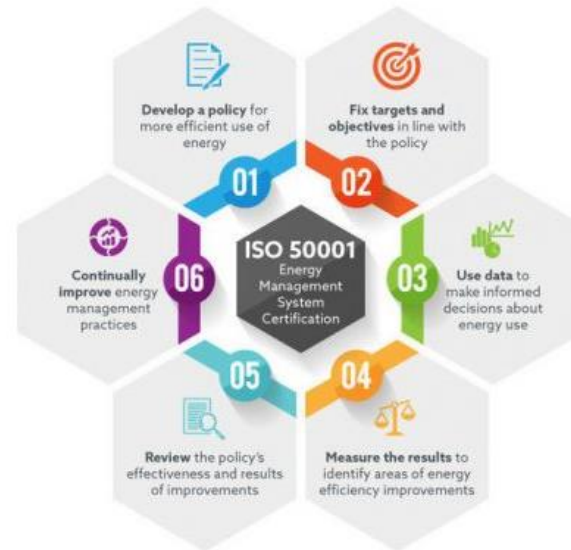 01
Develop a policy for
more efficient use of
energy
02
Fix targets and
objectives in line with
the policy
03
Use data to
make informed
decisions about
energy use
04
Measure the results to
identify areas of energy
efficiency improvements
05
Review the policy's
effectiveness and results
of improvements
06
Continually
improve energy
management
practices
ISO 50001
Energy
Management
System
Certification